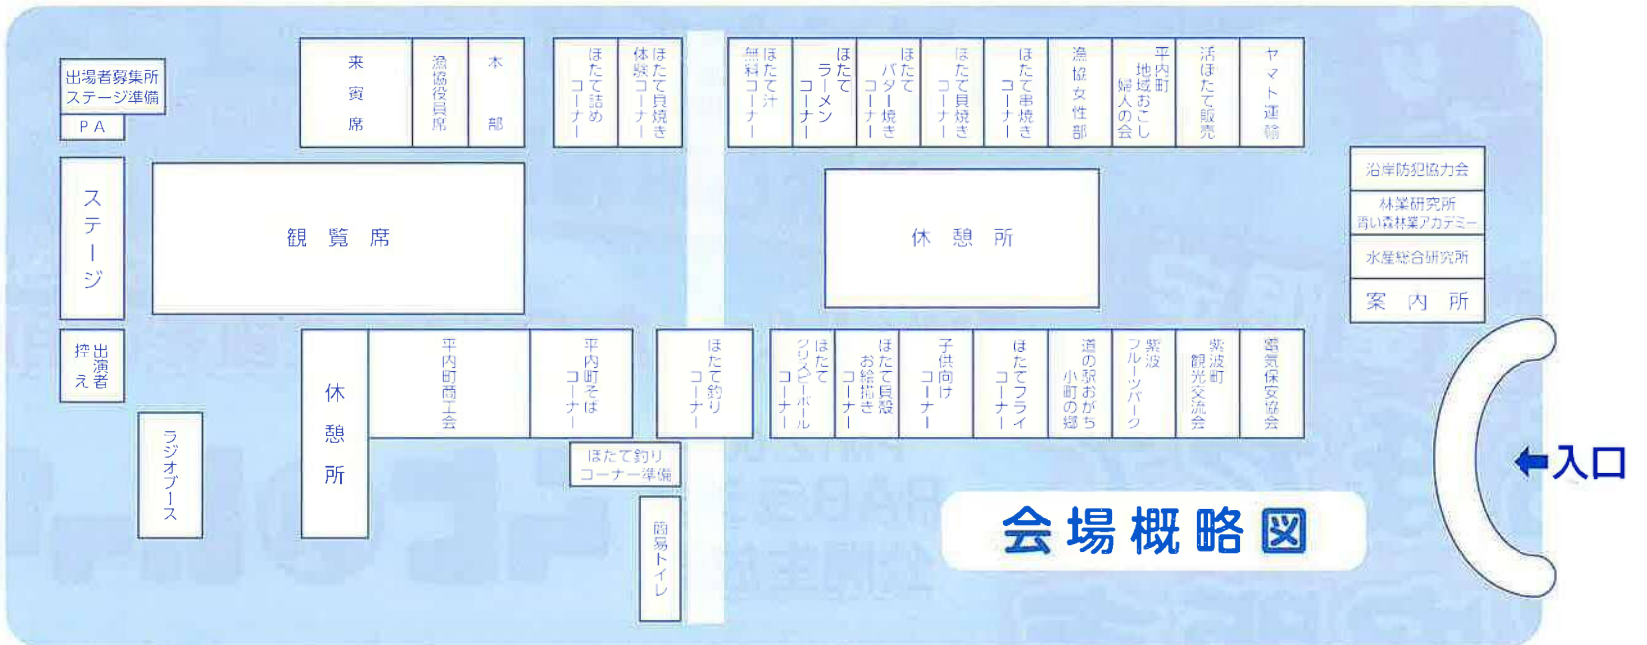 出場者募集所
ステージ準備
PA
ステージ
出演者
控え
ラジオブース
来賓席
漁協役員席
本部
観覧席
ほたて詰め
コーナー
ほたて貝焼き
体験コーナー
ほたて汁
無料コーナー
ほたて
ラーメン
コーナー
ほたて
バター焼き
コーナー
ほたて貝焼き
コーナー
ほたて串焼き
コーナー
漁協女性部
平内町
地域おこし
婦人の会
活ほたて販売
ヤマト運輸
休憩所
沿岸防犯協力会
林業研究所
青い森林業アカデミー
水産総合研究所
案内所
休憩所
平内町商工会
平内町そば
コーナー
ほたて釣り
コーナー
ほたて釣り
コーナー準備
簡易トイレ
ほたて
クリスピーボール
コーナー
ほたて貝殻
お絵描き
コーナー
子供向け
コーナー
ほたてフライ
コーナー
道の駅おがち
小町の郷
紫波
フルーツパーク
紫波町
観光交流会
電気保安協会
会場概略図
←入口